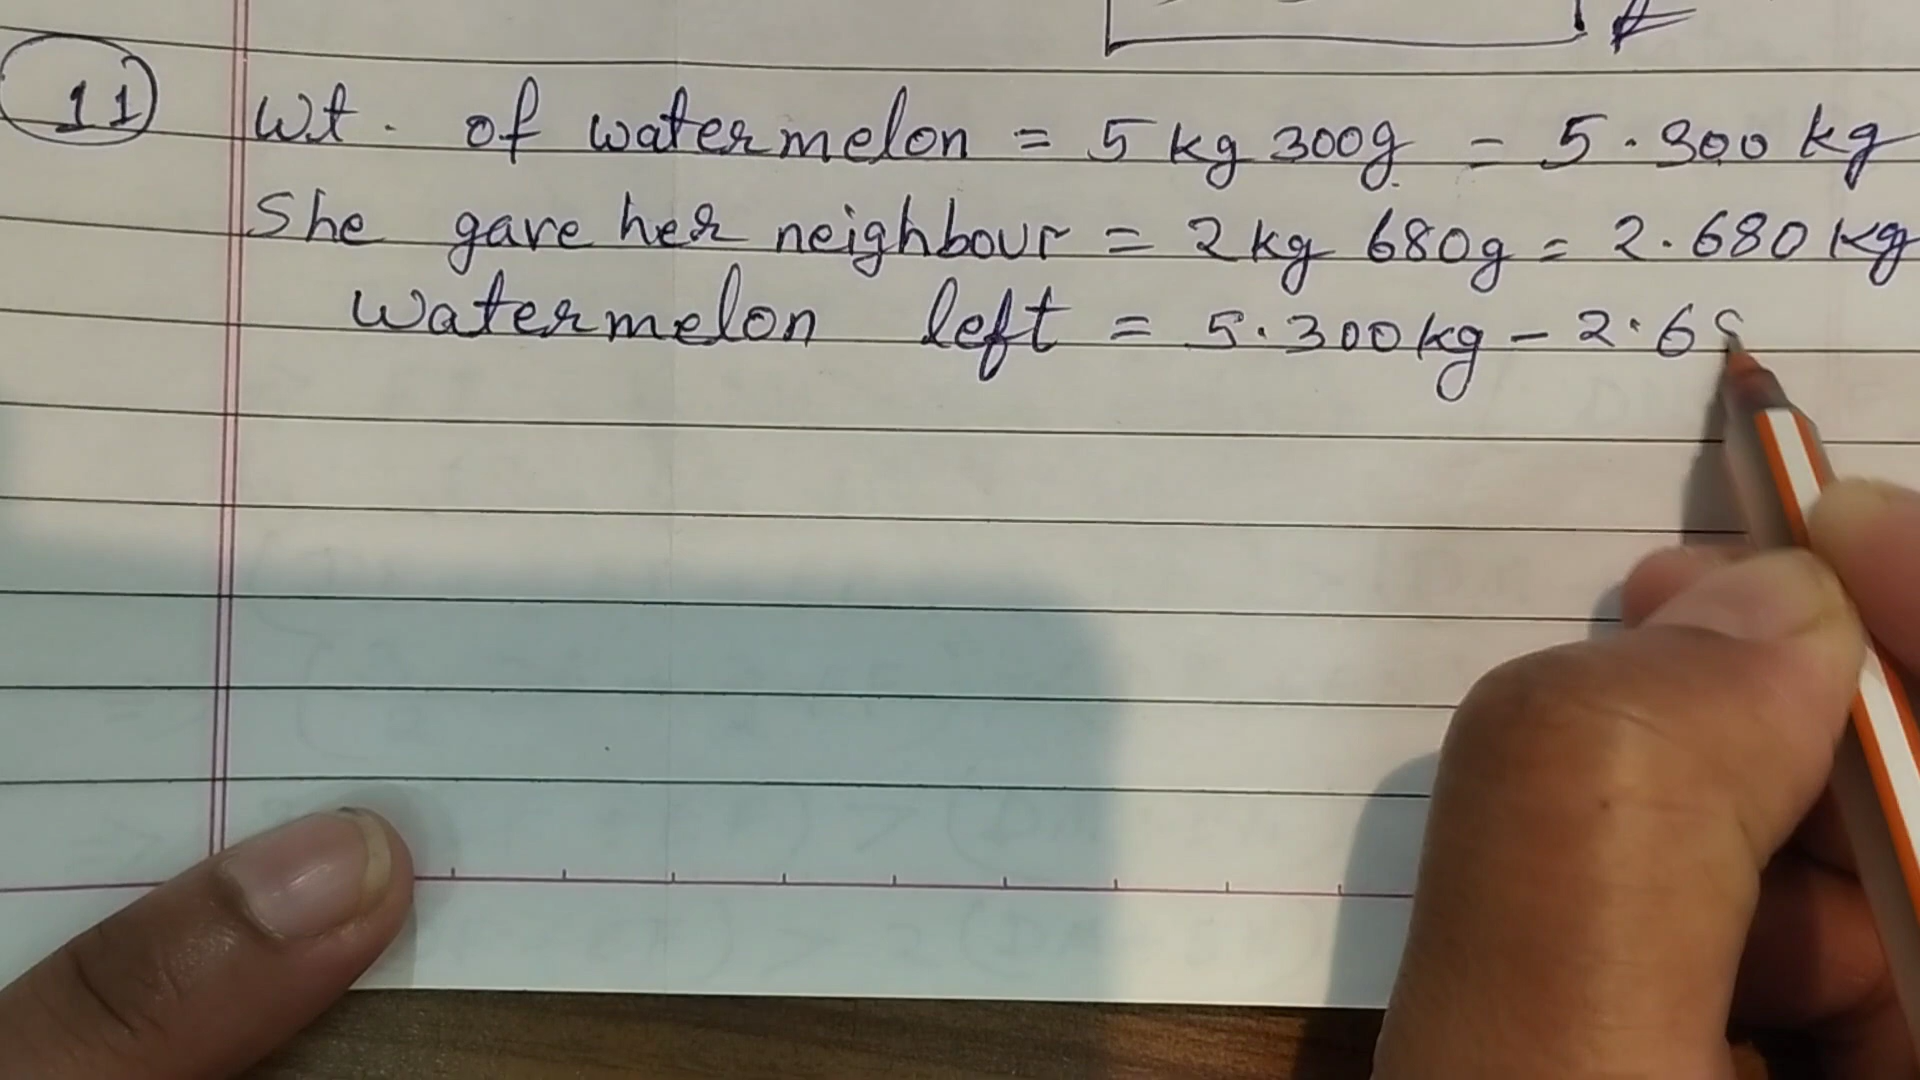 11 Wt. of watermelon = 5 kg 300g = 5.300 kg
She gave her neighbour = 2 kg 680g = 2.680 kg
Watermelon left = 5.300 kg - 2.68